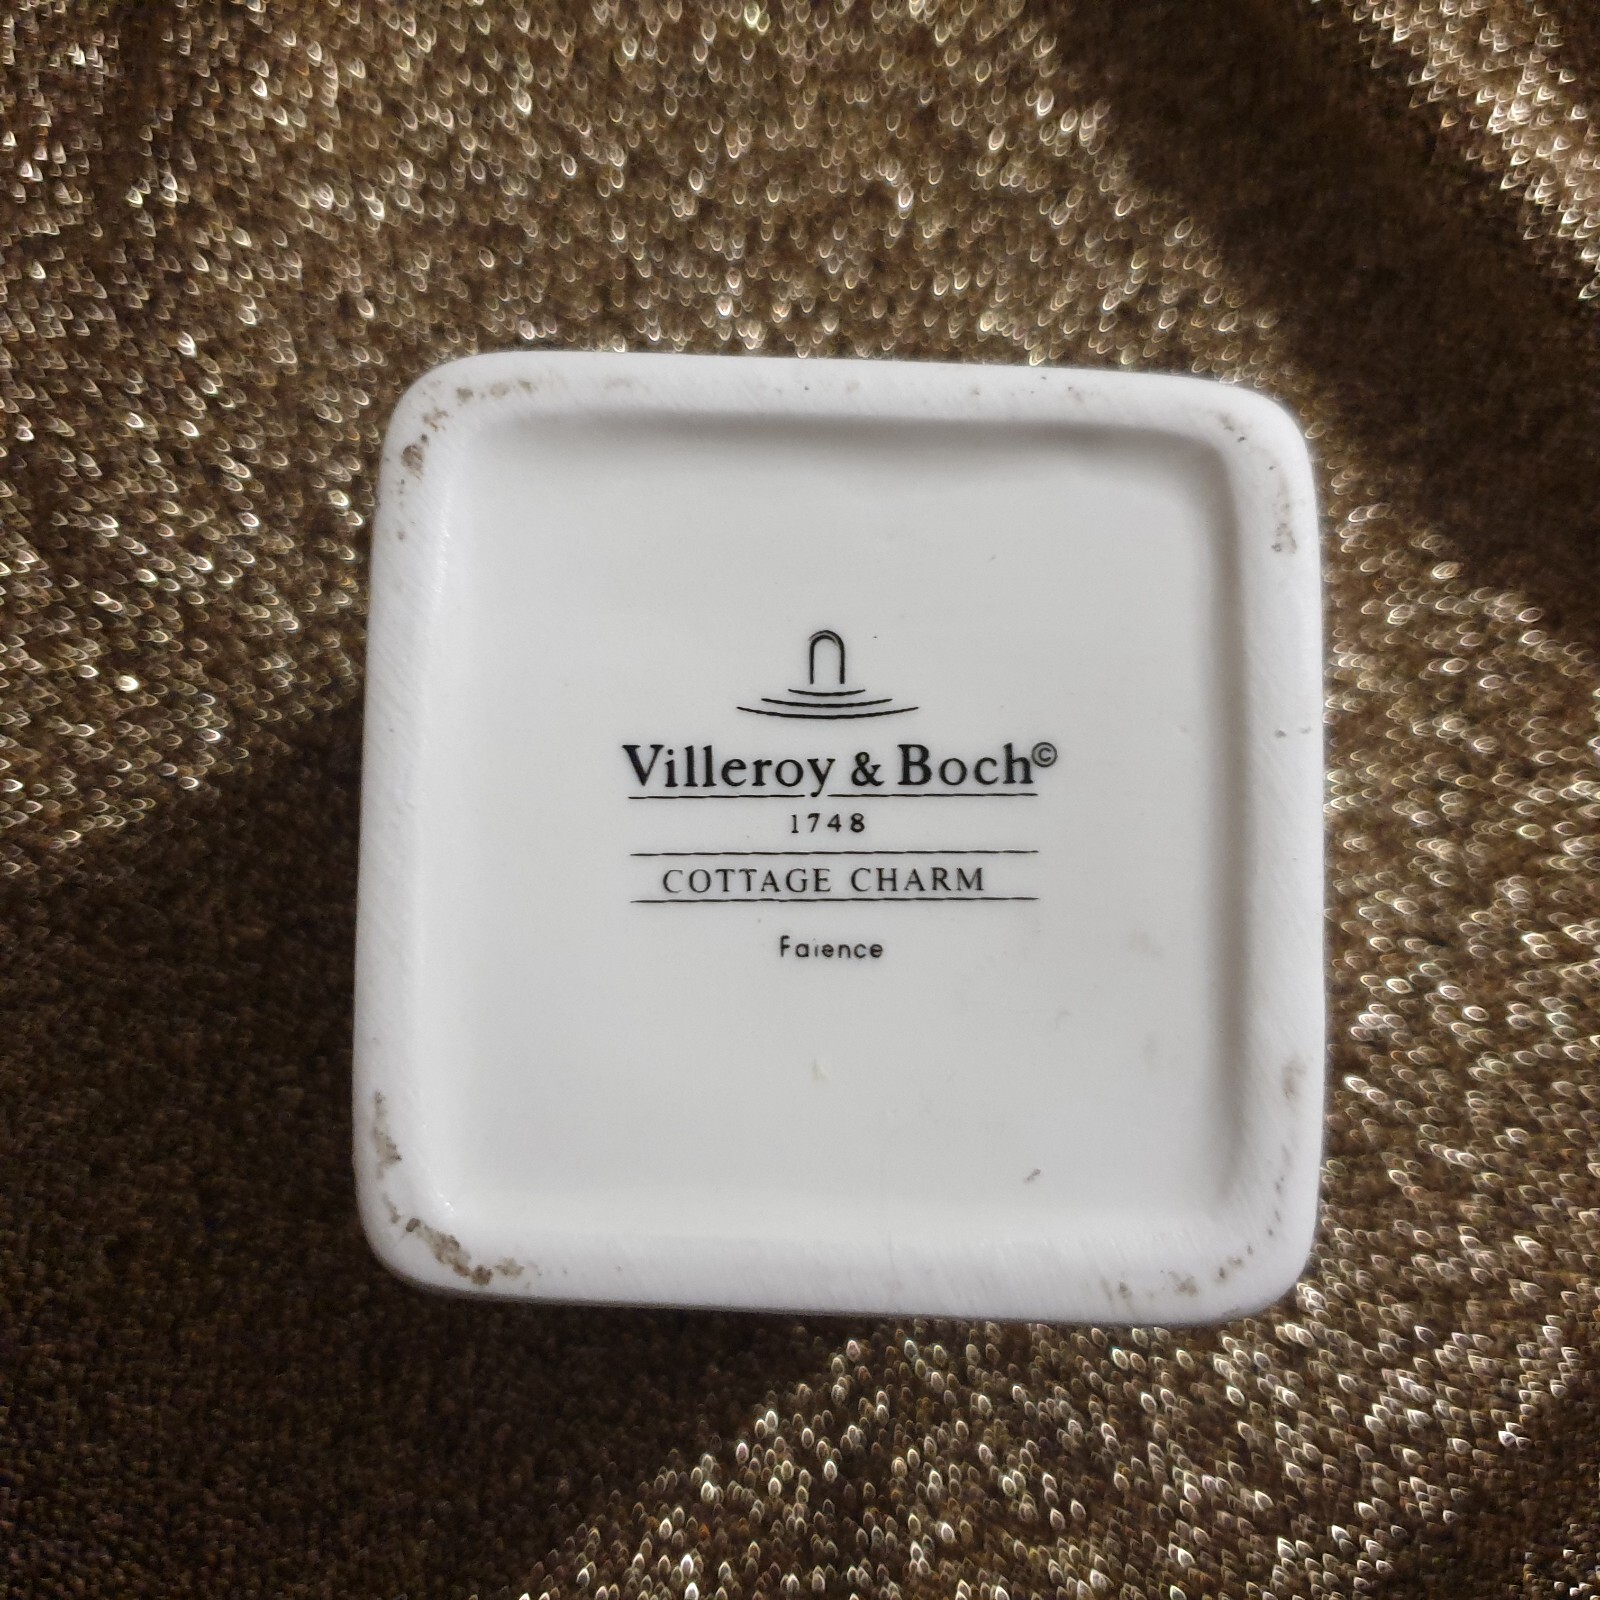 Villeroy & Boch©
1748
COTTAGE CHARM
Faience